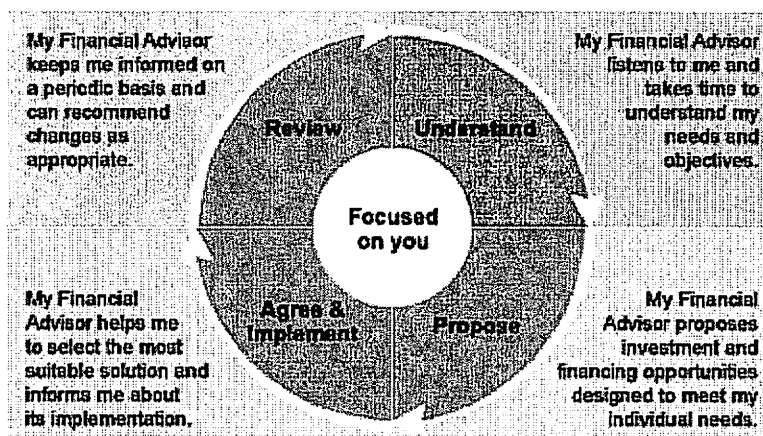 My Financial Advisor
keeps me informed on
a periodic basis and
can recommend
changes as
appropriate.
Review
Understand
My Financial Advisor
listens to me and
takes time to
understand my
needs and
objectives.
Focused
on you
My Financial
Advisor helps me
to select the most
suitable solution and
informs me about
its implementation.
Agree &
Implement
Propose
My Financial
Advisor proposes
investment and
financing opportunities
designed to meet my
individual needs.